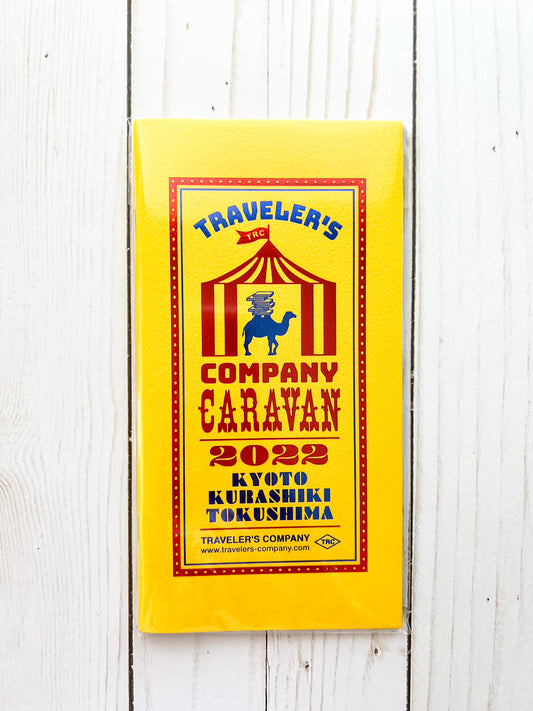 TRAVELER'S
TRC
COMPANY
CARAVAN
2022
KYOTO
KURASHIKI
TOKUSHIMA
TRAVELER'S COMPANY
www.travelers-company.com
TRC